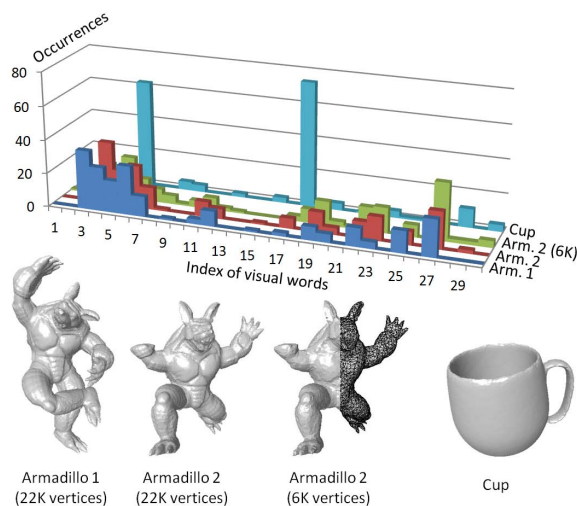 Occurrences
80
60
40
20
0
1 3 5 7 9 11 13 15 17 19 21 23 25 27 29
Index of visual words
Cup
Arm. 2 (6K)
Arm. 2
Arm. 1
Armadillo 1 Armadillo 2 Armadillo 2 Cup
(22K vertices) (22K vertices) (6K vertices)